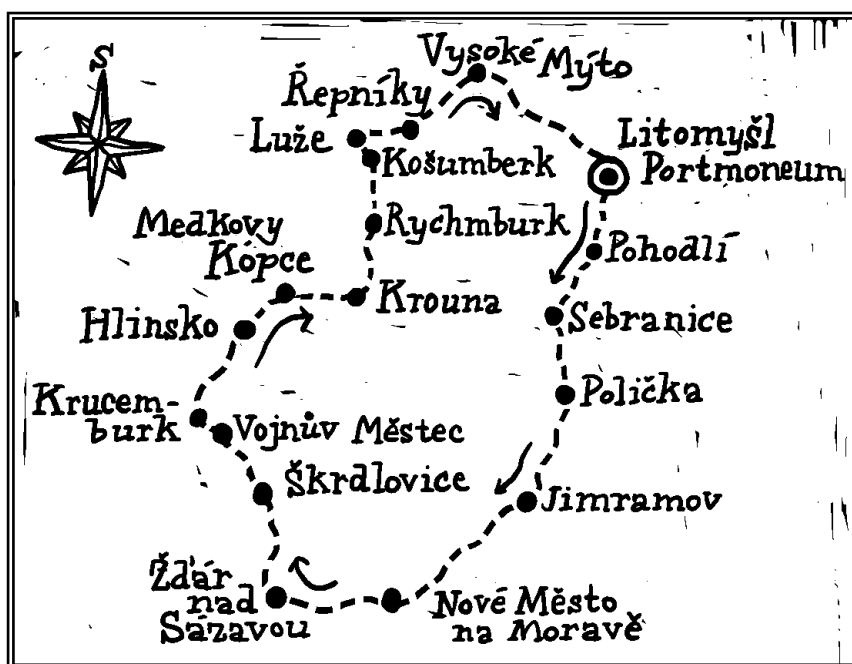 S
Vysoké Mýto
Řepníky
Luže
Košumberk
Litomyšl
Portmoneum
Medkovy
Kópce
Rychmburk
Pohodlí
Krouna
Sebranice
Hlinsko
Polička
Krucem-
burk
Vojnův Městec
Škrdlovice
Jimramov
Žďár
nad
Sázavou
Nové Město
na Moravě